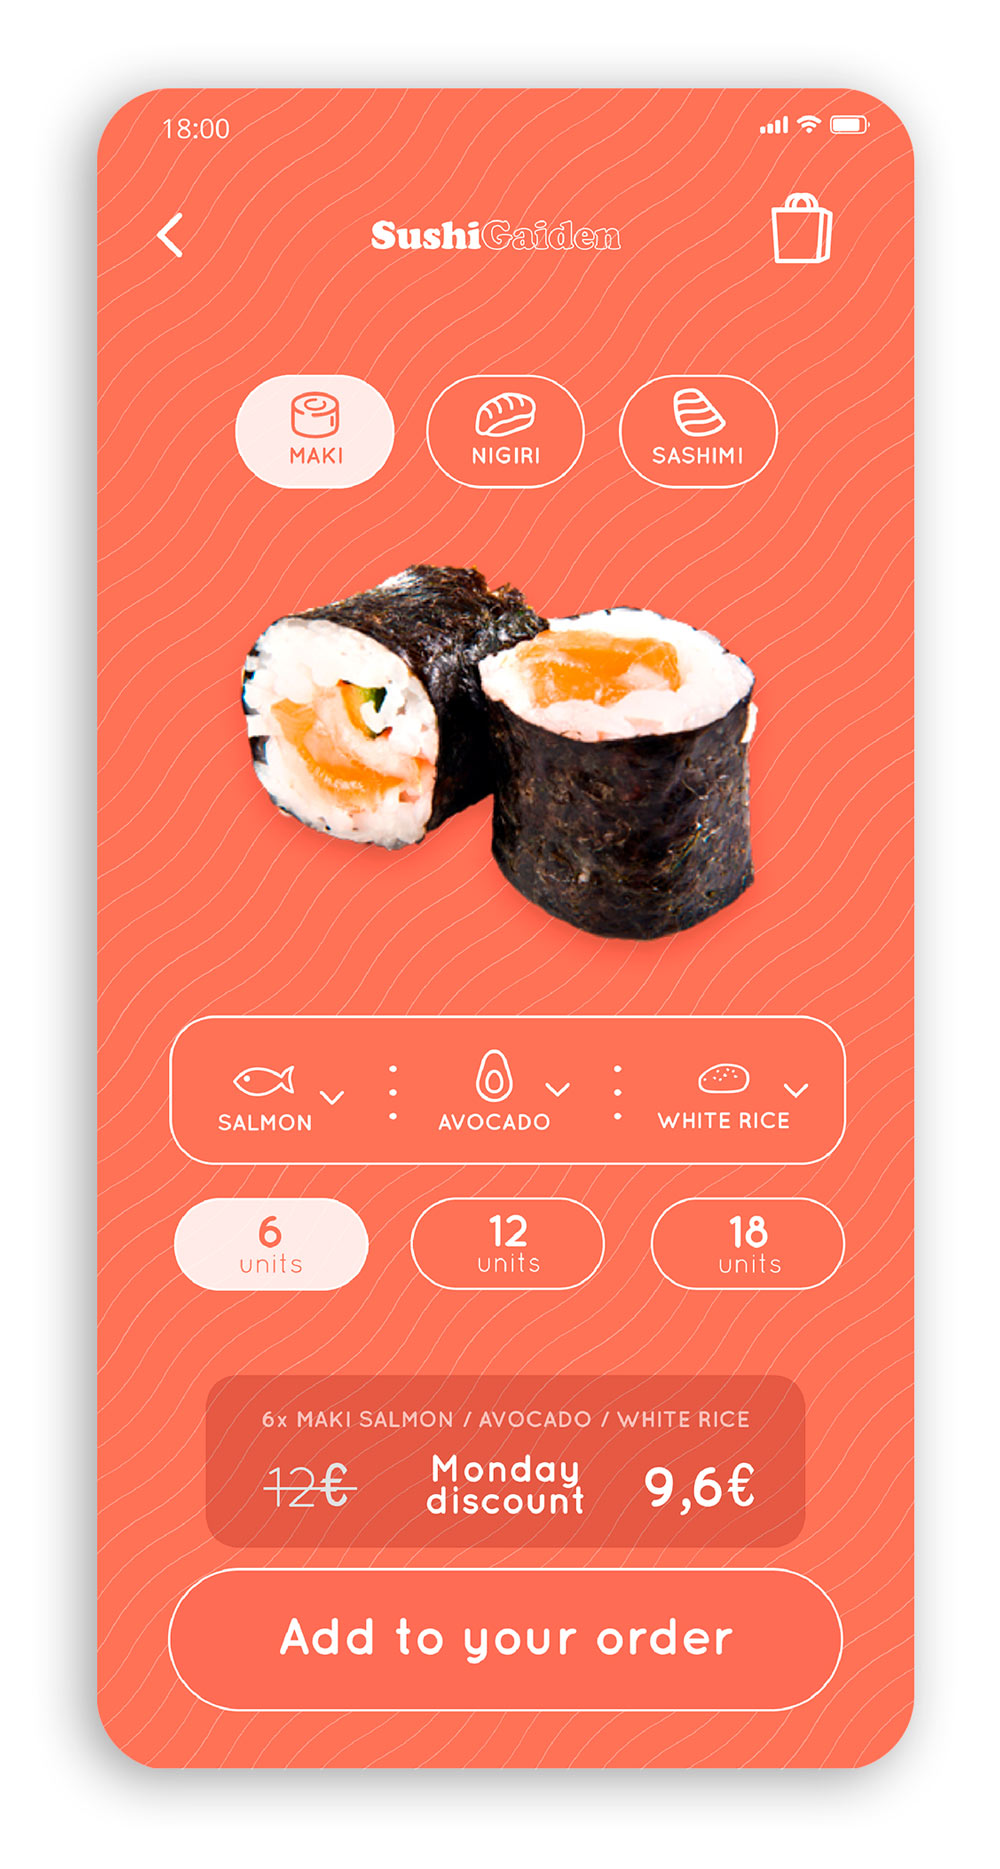 18:00
SushiGaiden
MAKI
NIGIRI
SASHIMI
SALMON
AVOCADO
WHITE RICE
6
units
12
units
18
units
6x MAKI SALMON / AVOCADO / WHITE RICE
12€
Monday
discount
9,6€
Add to your order